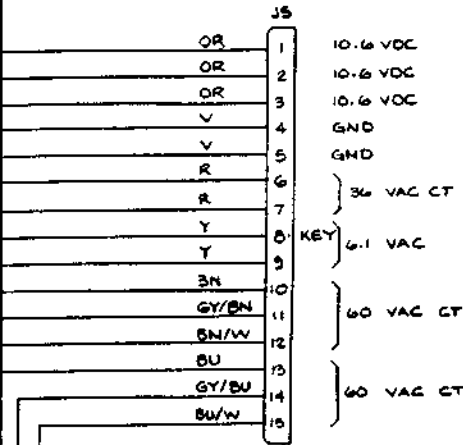 J5
OR 1 10.6 VDC
OR 2 10.6 VDC
OR 3 10.6 VDC
V 4 GND
V 5 GND
R 6
R 7 36 VAC CT
Y 8 KEY
Y 9 6.1 VAC
BN 10
GY/BN 11 60 VAC CT
BN/W 12
BU 13
GY/BU 14 60 VAC CT
BU/W 15